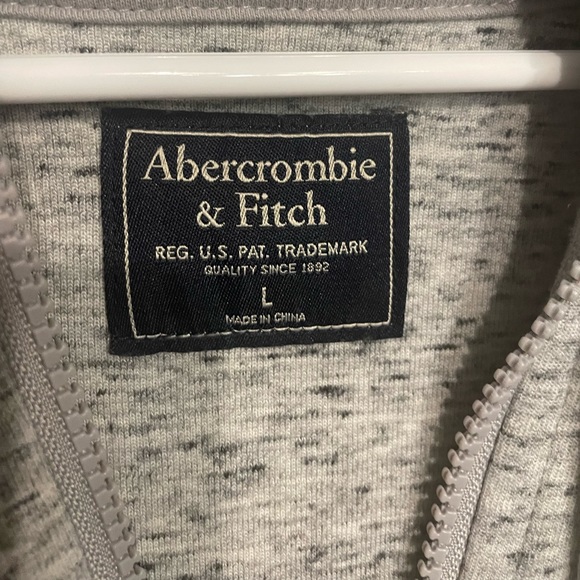 Abercrombie
& Fitch
REG. U.S. PAT. TRADEMARK
QUALITY SINCE 1892
L
MADE IN CHINA